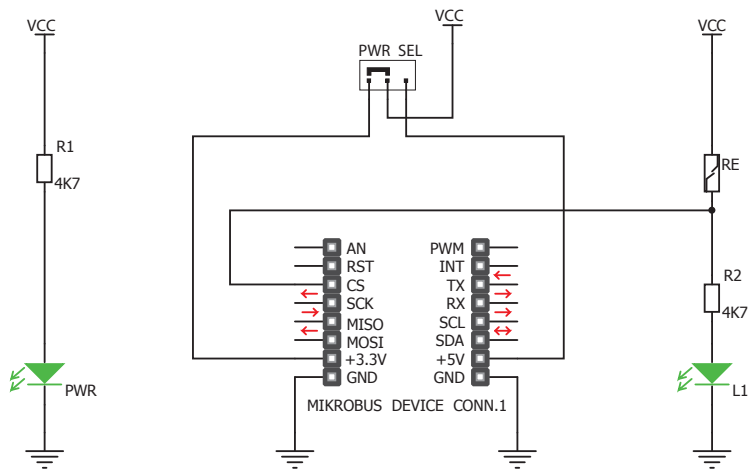 VCC
VCC
VCC
PWR SEL
R1
4K7
RE
R2
4K7
AN
RST
CS
SCK
MISO
MOSI
+3.3V
GND
PWM
INT
TX
RX
SCL
SDA
+5V
GND
PWR
L1
MIKROBUS DEVICE CONN.1